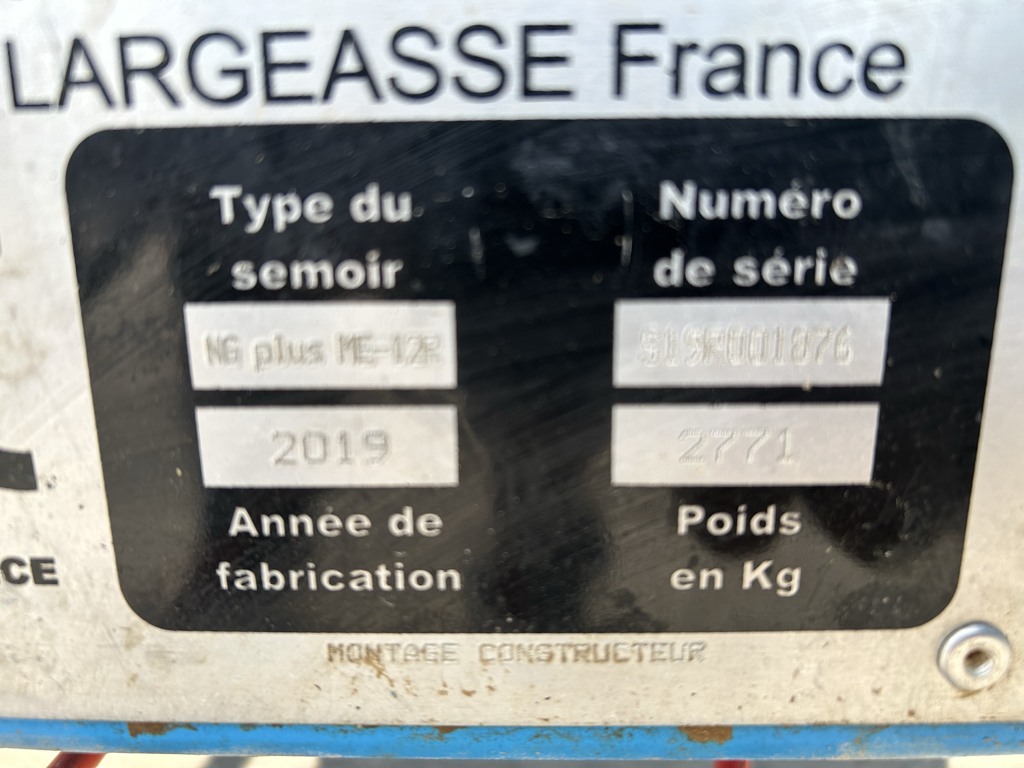 LARGEASSE France
Type du
semoir
Numéro
de série
NG plus ME-12R
2019
2771
Année de
fabrication
Poids
en Kg
CE
MONTAGE CONSTRUCTEUR